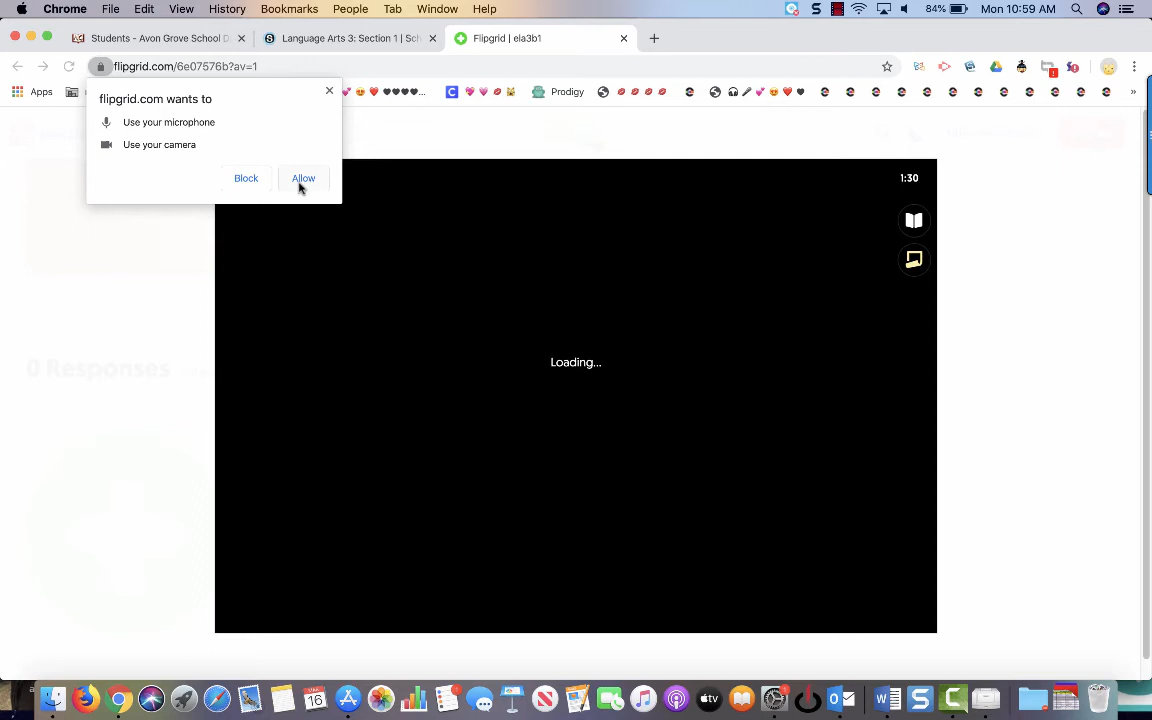 Chrome File Edit View History Bookmarks People Tab Window Help 84% Mon 10:59 AM
Students - Avon Grove School D Language Arts 3: Section 1 | Sch Flipgrid | ela3b1
flipgrid.com/6e07576b?av=1
Apps Prodigy
flipgrid.com wants to
Use your microphone
Use your camera
Block Allow
1:30
Loading...
0 Responses